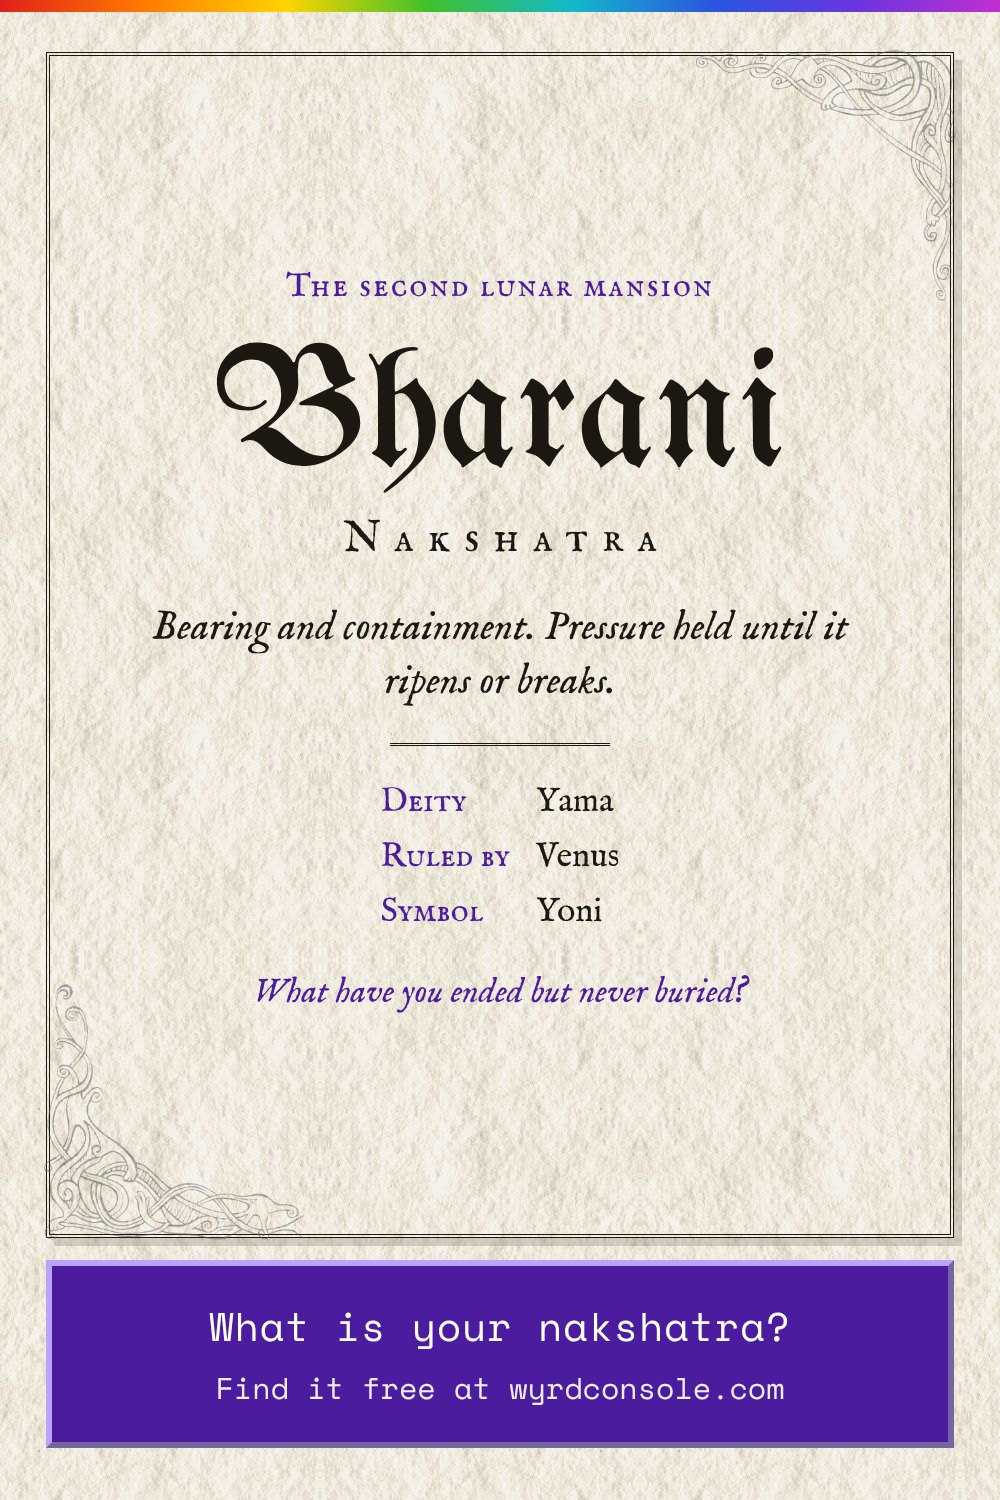 The second lunar mansion
Bharani
Nakshatra
Bearing and containment. Pressure held until it
ripens or breaks.
Deity Yama
Ruled by Venus
Symbol Yoni
What have you ended but never buried?
What is your nakshatra?
Find it free at wyrdconsole.com